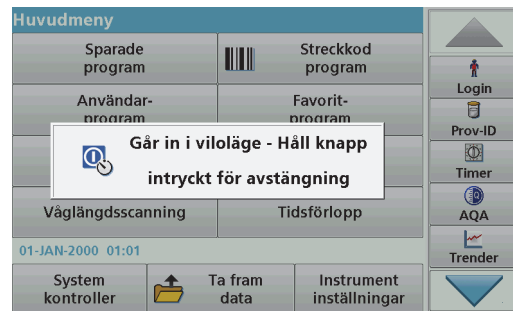 Huvudmeny
Sparade
program
Streckkod
program
Användar-
program
Favorit-
program
Går in i viloläge - Håll knapp
intryckt för avstängning
Våglängdsscanning
Tidsförlopp
01-JAN-2000 01:01
System
kontroller
Ta fram
data
Instrument
inställningar
Login
Prov-ID
Timer
AQA
Trender